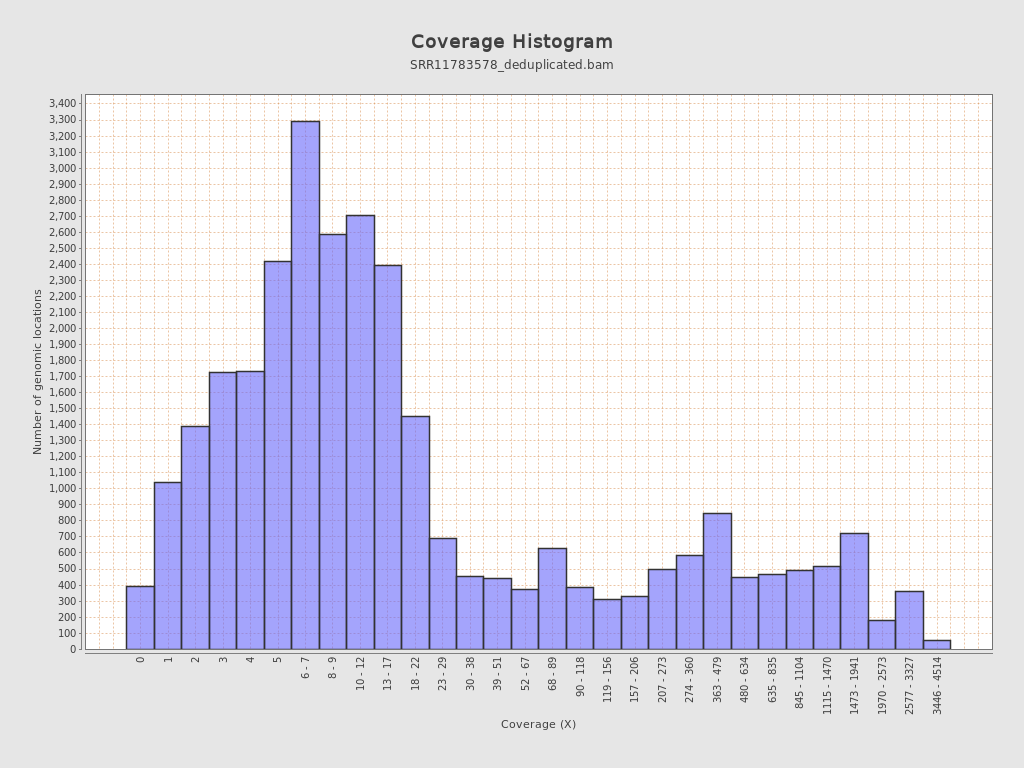 Coverage Histogram
SRR11783578_deduplicated.bam
Number of genomic locations
3,400
3,300
3,200
3,100
3,000
2,900
2,800
2,700
2,600
2,500
2,400
2,300
2,200
2,100
2,000
1,900
1,800
1,700
1,600
1,500
1,400
1,300
1,200
1,100
1,000
900
800
700
600
500
400
300
200
100
0
0
1
2
3
4
5
6 - 7
8 - 9
10 - 12
13 - 17
18 - 22
23 - 29
30 - 38
39 - 51
52 - 67
68 - 89
90 - 118
119 - 156
157 - 206
207 - 273
274 - 360
363 - 479
480 - 634
635 - 835
845 - 1104
1115 - 1470
1473 - 1941
1970 - 2573
2577 - 3327
3446 - 4514
Coverage (X)